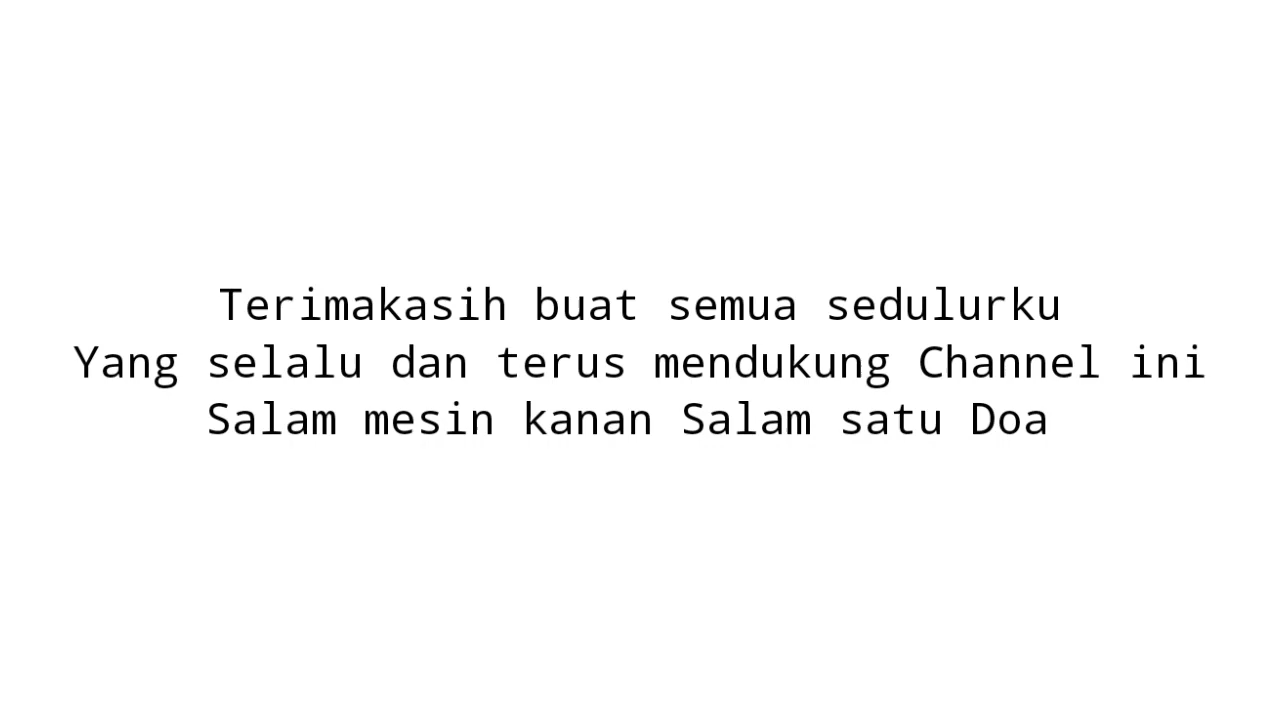 Terimakasih buat semua sedulurku
Yang selalu dan terus mendukung Channel ini
Salam mesin kanan Salam satu Doa